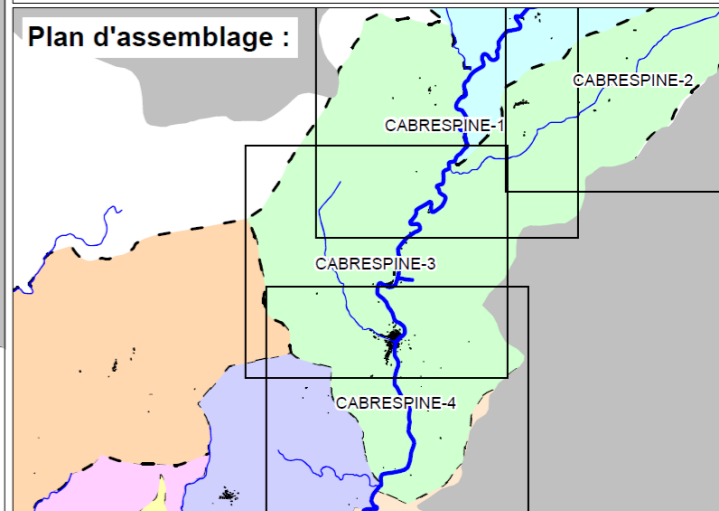 Plan d'assemblage :
CABRESPINE-2
CABRESPINE-1
CABRESPINE-3
CABRESPINE-4